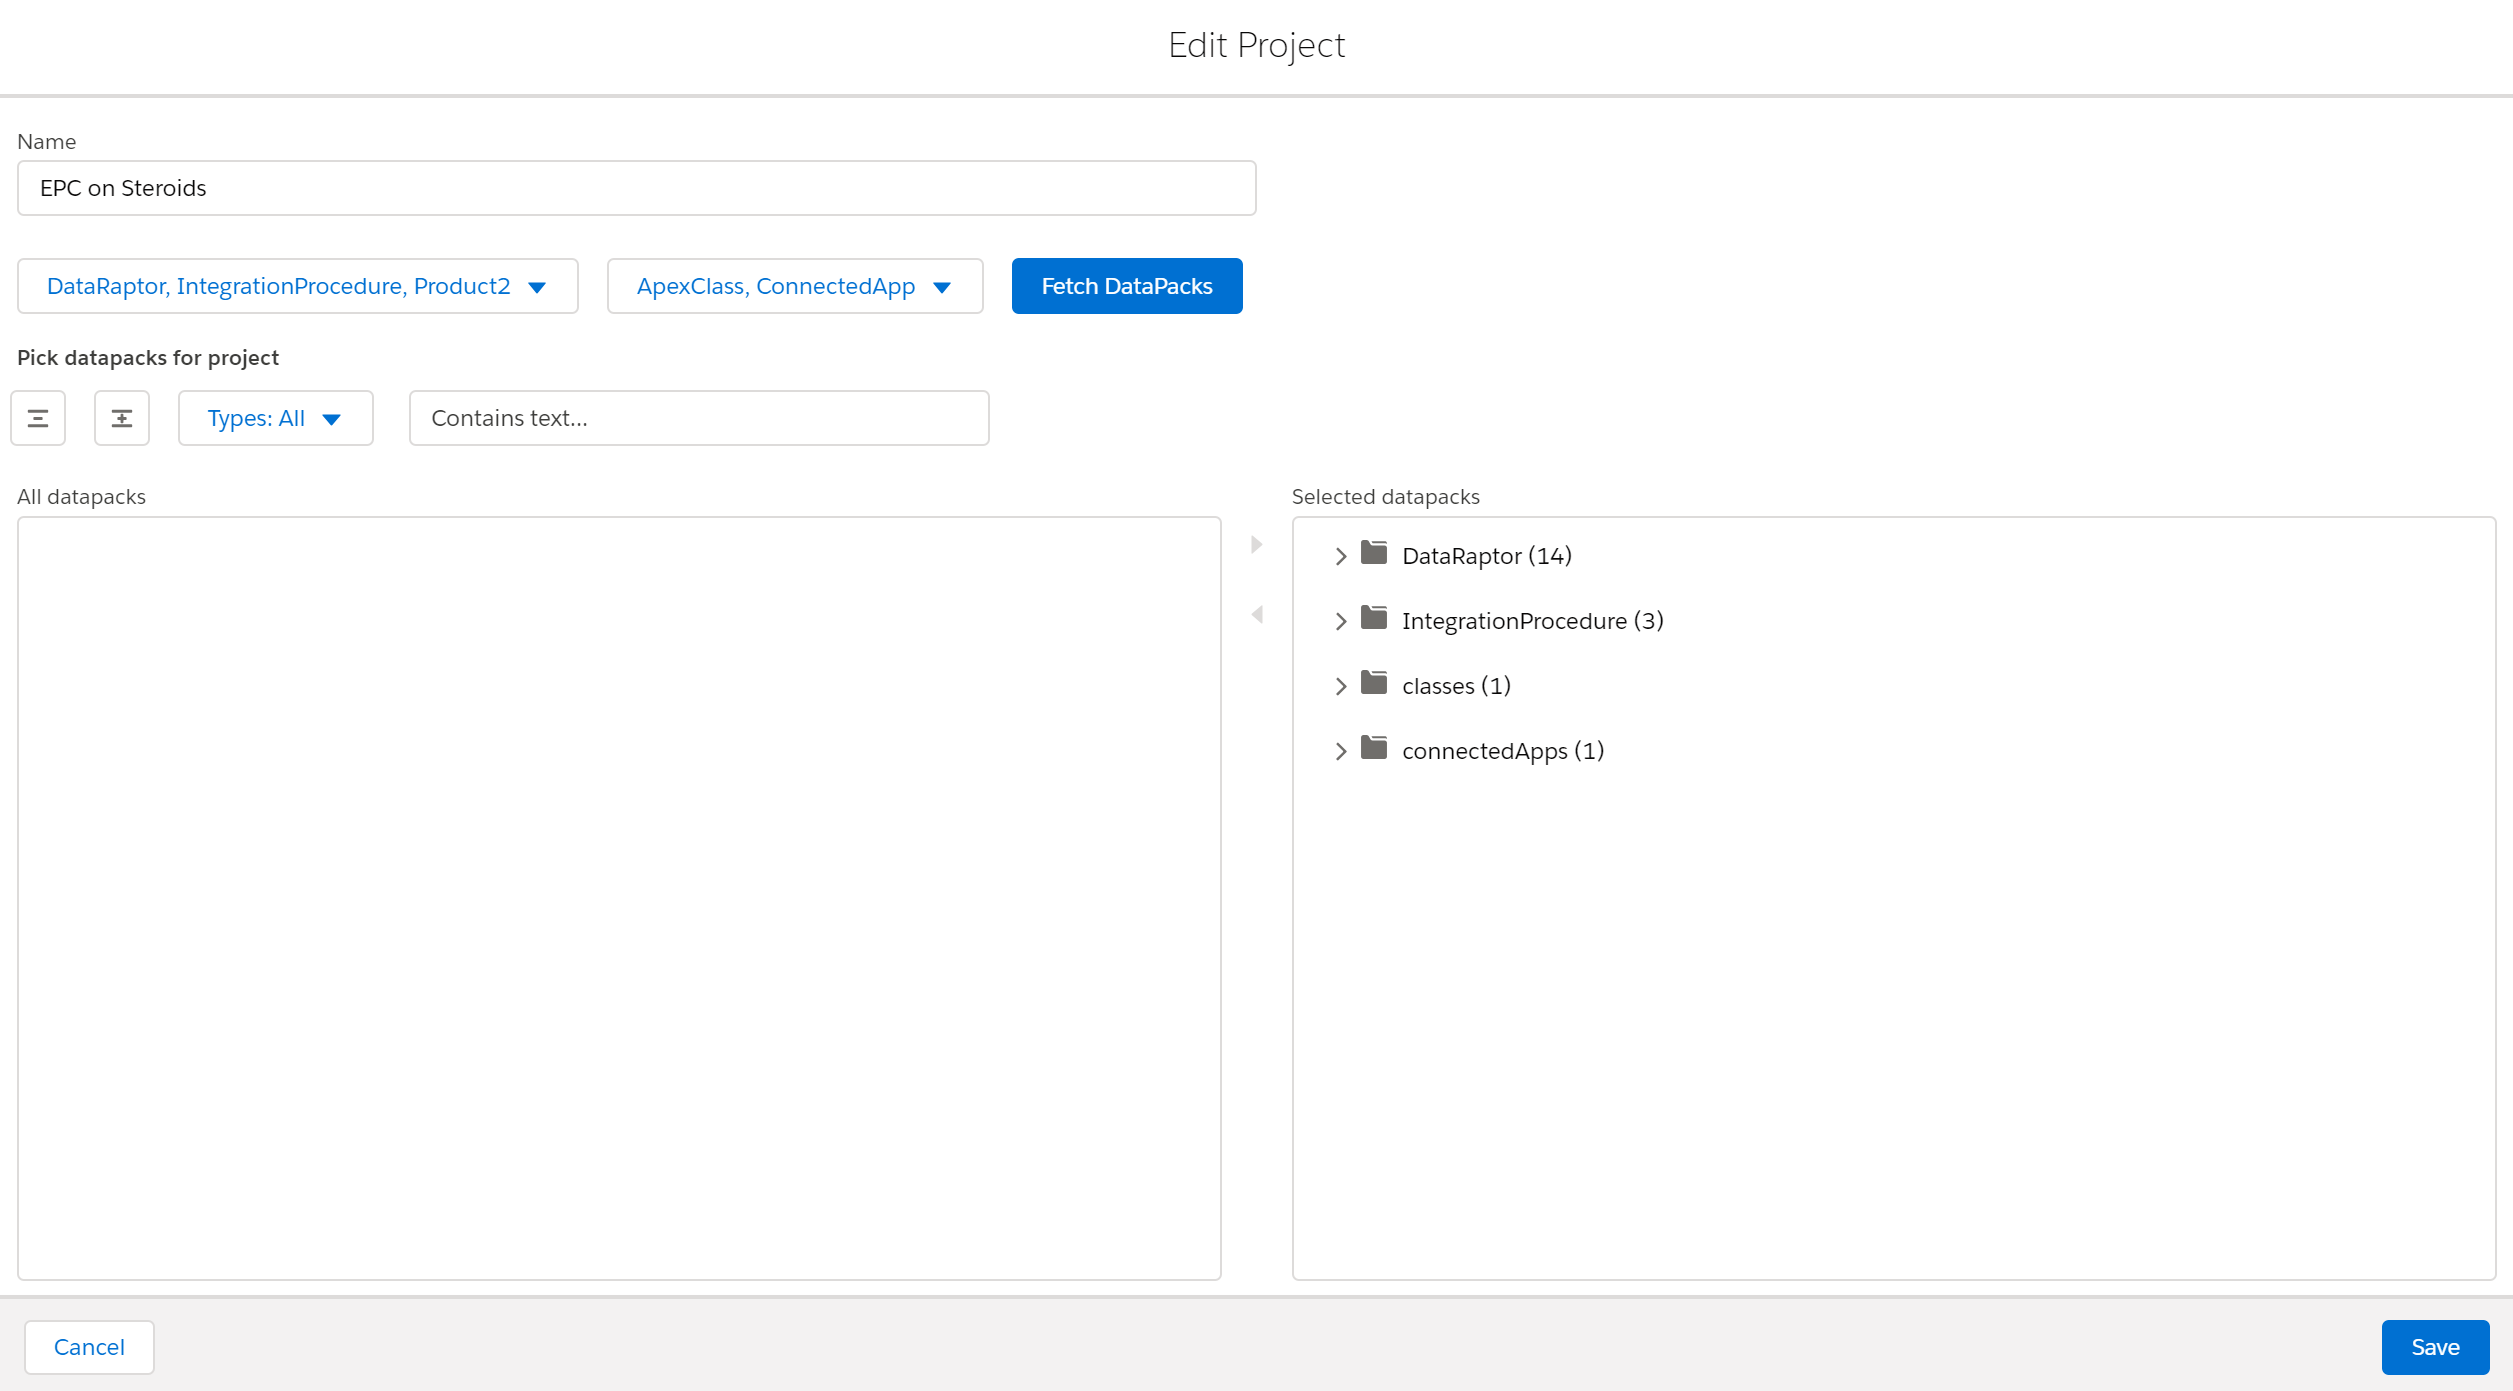 Edit Project
Name
EPC on Steroids
DataRaptor, IntegrationProcedure, Product2
ApexClass, ConnectedApp
Fetch DataPacks
Pick datapacks for project
Types: All
Contains text...
All datapacks
Selected datapacks
DataRaptor (14)
IntegrationProcedure (3)
classes (1)
connectedApps (1)
Cancel
Save